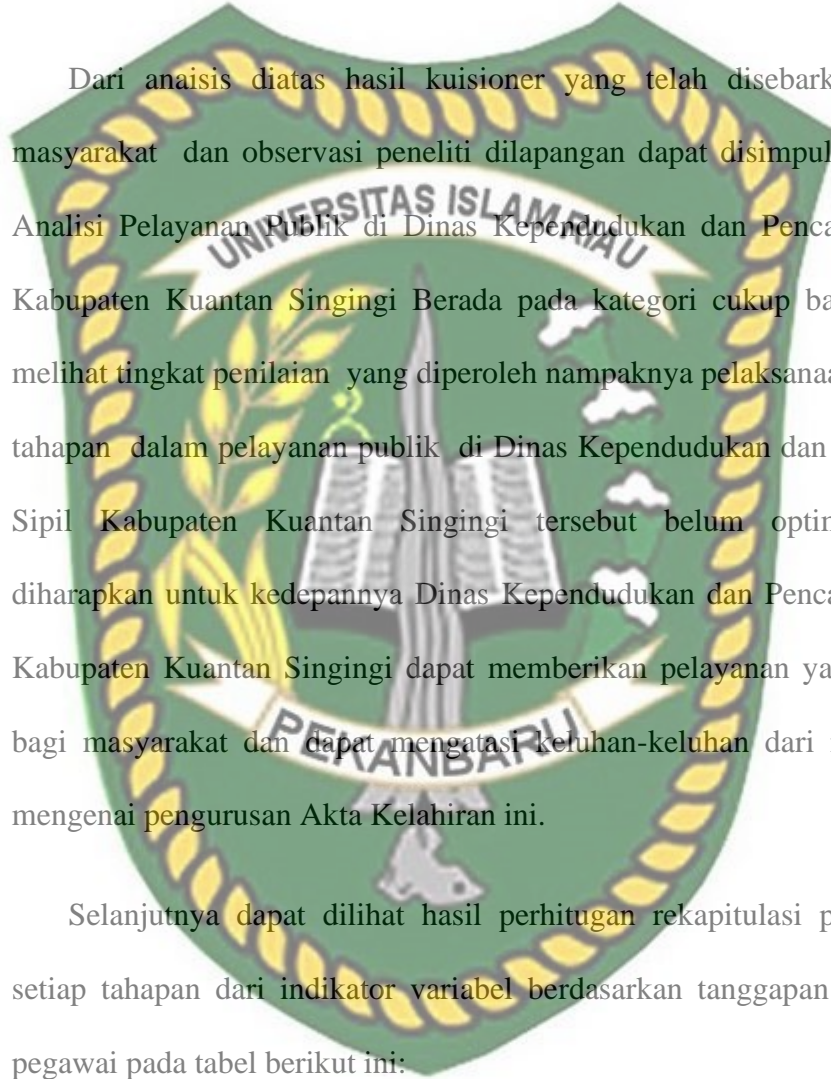 Dari anaisis diatas hasil kuisioner yang telah disebark
masyarakat dan observasi peneliti dilapangan dapat disimpul
UNIVERSITAS ISLAM RIAU
Analisi Pelayanan Publik di Dinas Kependudukan dan Penca
Kabupaten Kuantan Singingi Berada pada kategori cukup ba
melihat tingkat penilaian yang diperoleh nampaknya pelaksanaa
tahapan dalam pelayanan publik di Dinas Kependudukan dan
Sipil Kabupaten Kuantan Singingi tersebut belum optim
diharapkan untuk kedepannya Dinas Kependudukan dan Penca
Kabupaten Kuantan Singingi dapat memberikan pelayanan ya
bagi masyarakat dan dapat mengatasi keluhan-keluhan dari
PEKANBARU
mengenai pengurusan Akta Kelahiran ini.
Selanjutnya dapat dilihat hasil perhitugan rekapitulasi p
setiap tahapan dari indikator variabel berdasarkan tanggapan
pegawai pada tabel berikut ini: